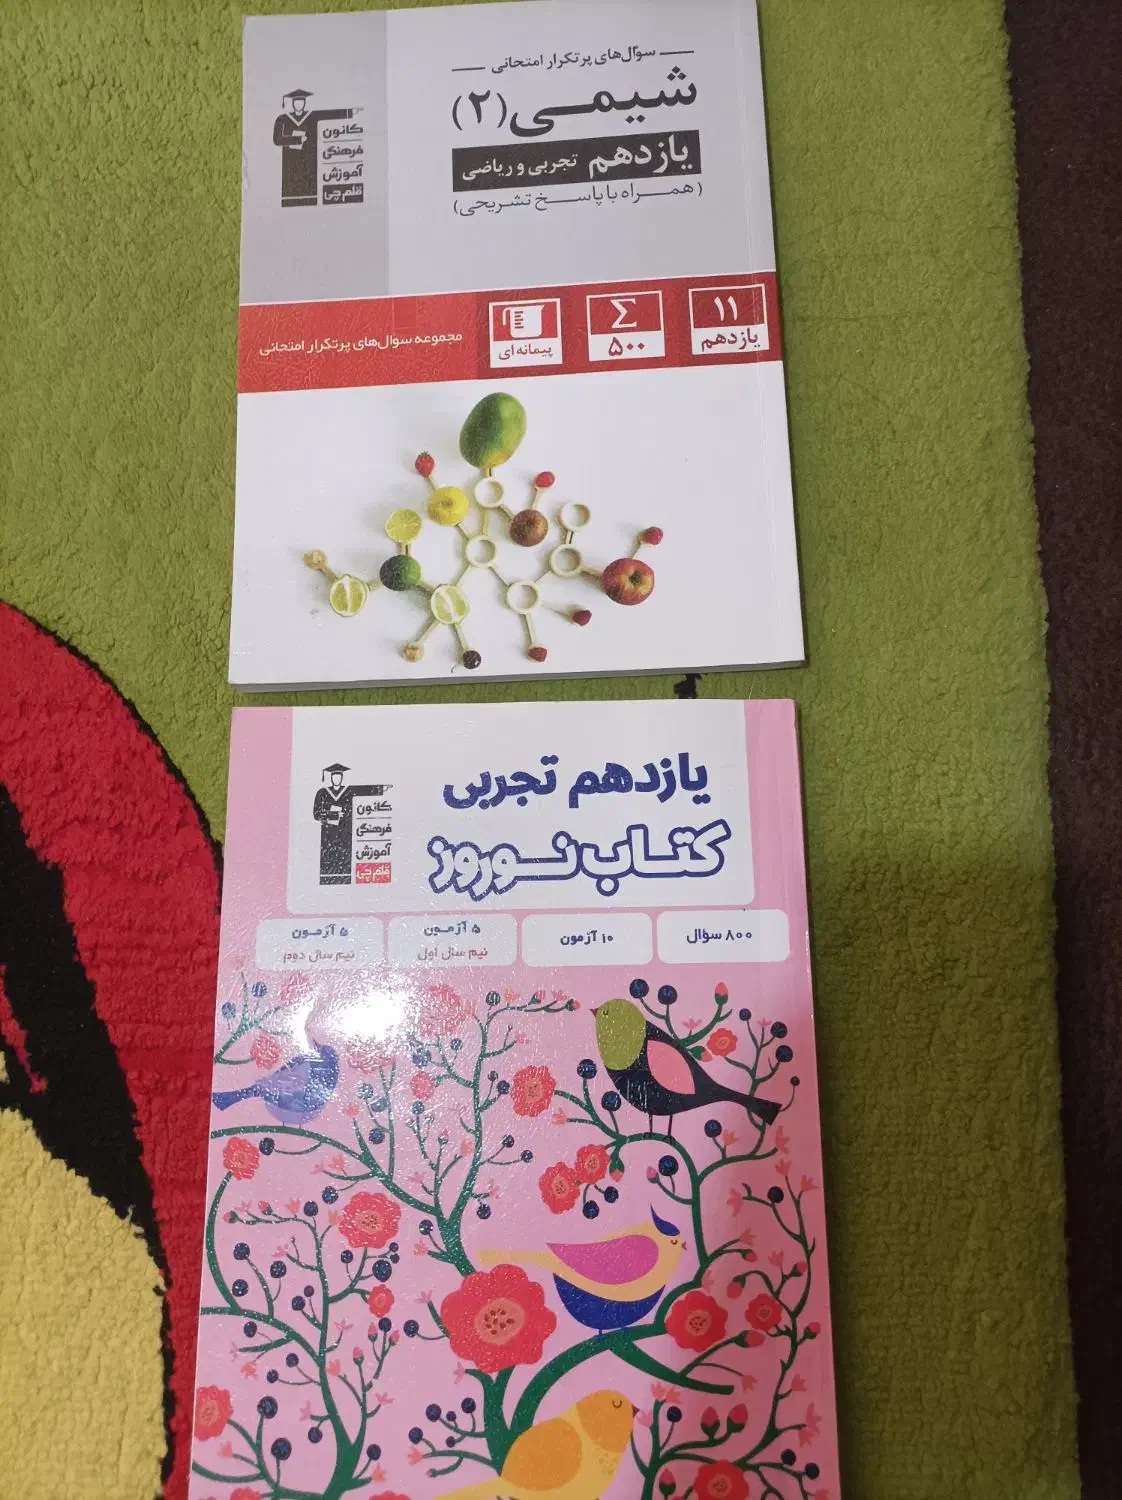 سوال‌های پرتکرار امتحانی
شیمی (۲)
یازدهم تجربی و ریاضی
(همراه با پاسخ تشریحی)
کانون
فرهنگی
آموزش
قلم‌چی
۱۱
یازدهم
Σ
۵۰۰
پیمانه‌ای
مجموعه سوال‌های پرتکرار امتحانی
یازدهم تجربی
کتاب نوروز
کانون
فرهنگی
آموزش
قلم‌چی
۸۰۰ سؤال
۱۰ آزمون
۵ آزمون
نیم سال اول
۵ آزمون
نیم سال دوم